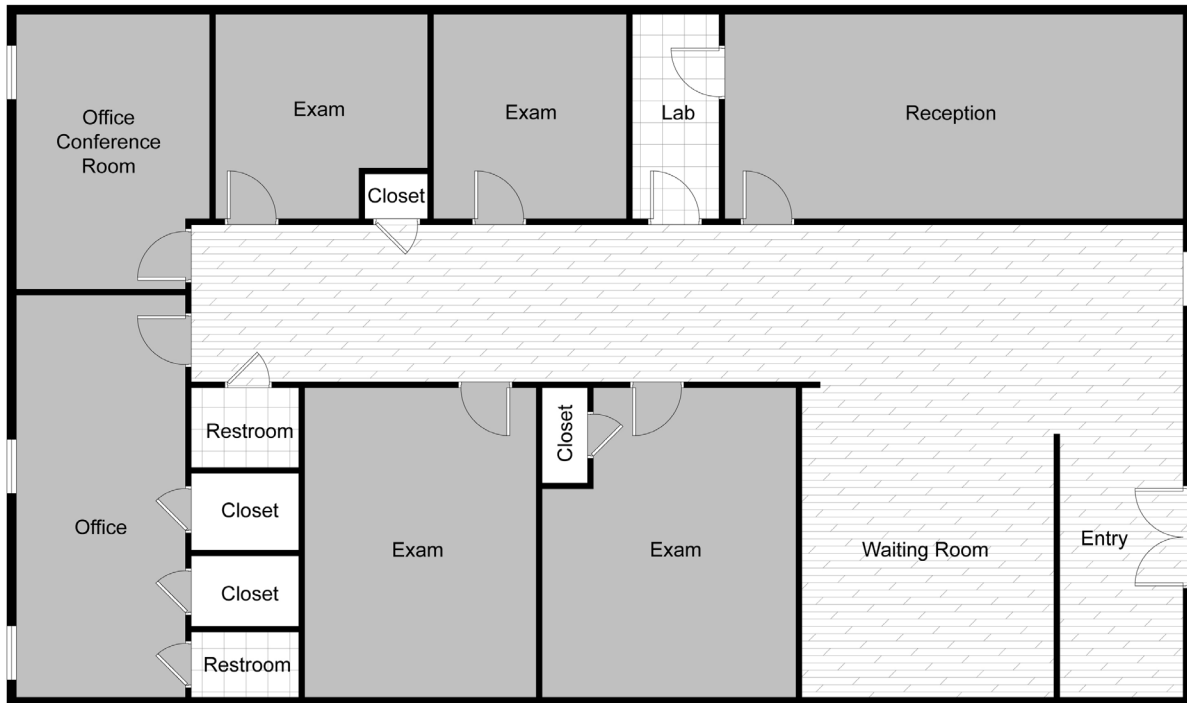 Office
Conference
Room
Exam
Closet
Exam
Lab
Reception
Restroom
Closet
Closet
Restroom
Office
Exam
Closet
Exam
Waiting Room
Entry